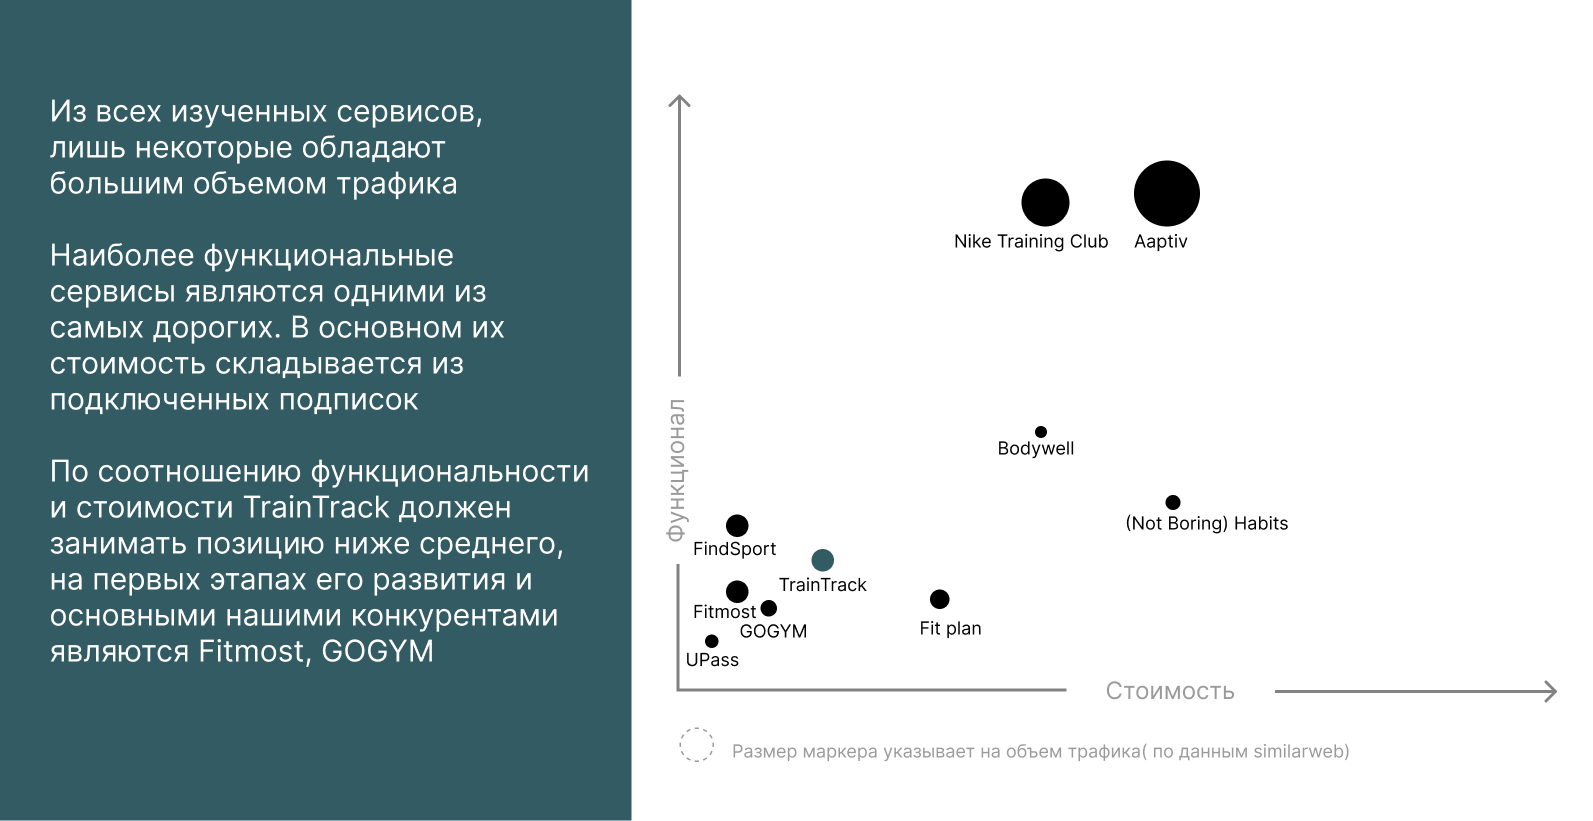 Из всех изученных сервисов,
лишь некоторые обладают
большим объемом трафика
Наиболее функциональные
сервисы являются одними из
самых дорогих. В основном их
стоимость складывается из
подключенных подписок
По соотношению функциональности
и стоимости TrainTrack должен
занимать позицию ниже среднего,
на первых этапах его развития и
основными нашими конкурентами
являются Fitmost, GOGYM
Nike Training Club
Aaptiv
Функционал
Bodywell
(Not Boring) Habits
FindSport
TrainTrack
Fitmost
GOGYM
Fit plan
UPass
Стоимость
Размер маркера указывает на объем трафика( по данным similarweb)